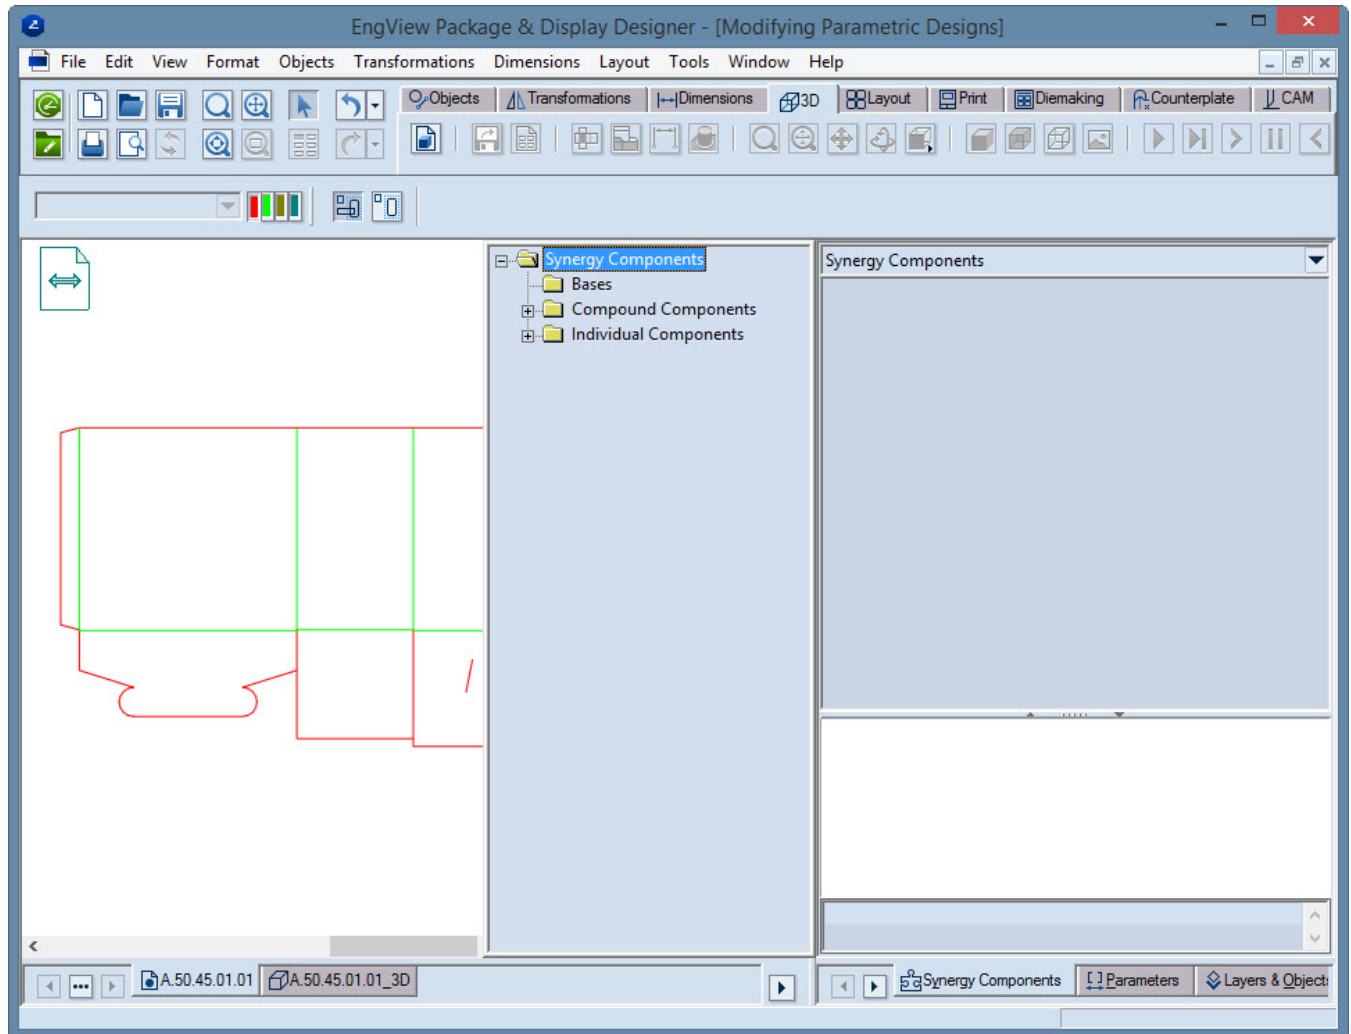 EngView Package & Display Designer - [Modifying Parametric Designs]
File Edit View Format Objects Transformations Dimensions Layout Tools Window Help
Objects Transformations Dimensions 3D Layout Print Diemaking Counterplate CAM
Synergy Components
Bases
Compound Components
Individual Components
Synergy Components
A.50.45.01.01 A.50.45.01.01_3D
Synergy Components Parameters Layers & Object